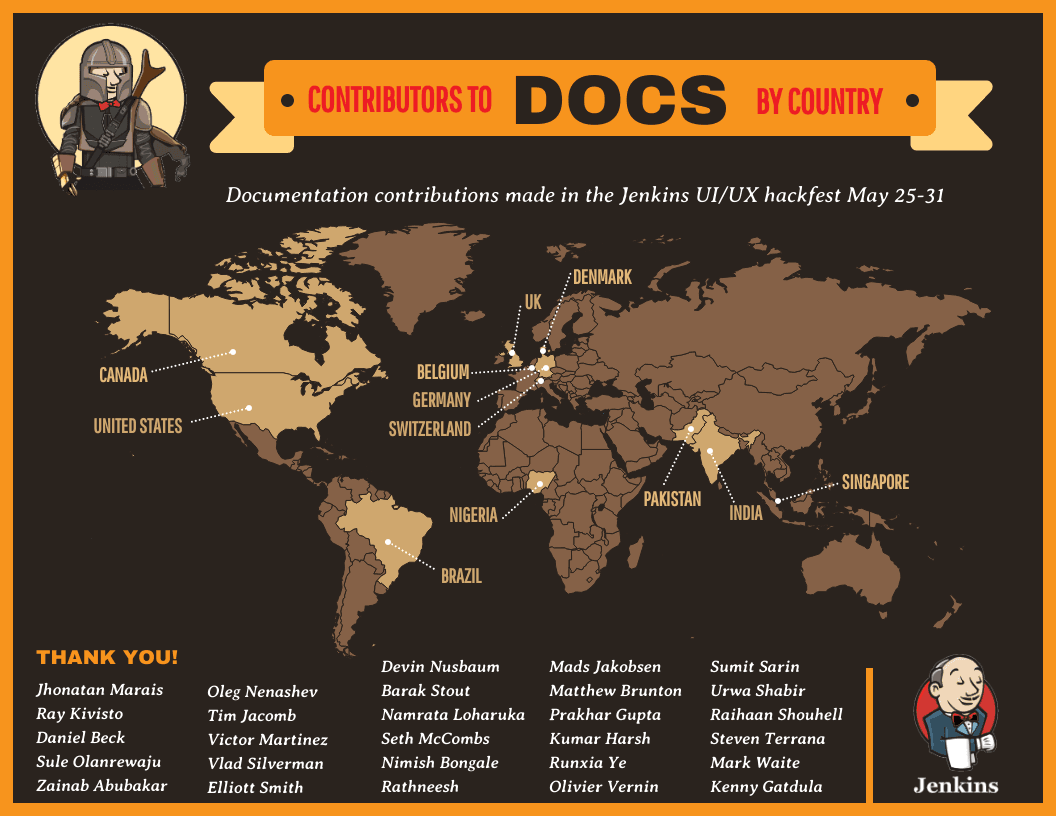 CONTRIBUTORS TO DOCS BY COUNTRY
Documentation contributions made in the Jenkins UI/UX hackfest May 25-31
DENMARK
UK
CANADA
BELGIUM
GERMANY
UNITED STATES
SWITZERLAND
SINGAPORE
PAKISTAN
INDIA
NIGERIA
BRAZIL
THANK YOU!
Jhonatan Marais
Ray Kivisto
Daniel Beck
Sule Olanrewaju
Zainab Abubakar
Oleg Nenashev
Tim Jacomb
Victor Martinez
Vlad Silverman
Elliott Smith
Devin Nusbaum
Barak Stout
Namrata Loharuka
Seth McCombs
Nimish Bongale
Rathneesh
Mads Jakobsen
Matthew Brunton
Prakhar Gupta
Kumar Harsh
Runxia Ye
Olivier Vernin
Sumit Sarin
Urwa Shabir
Raihaan Shouhell
Steven Terrana
Mark Waite
Kenny Gatdula
Jenkins